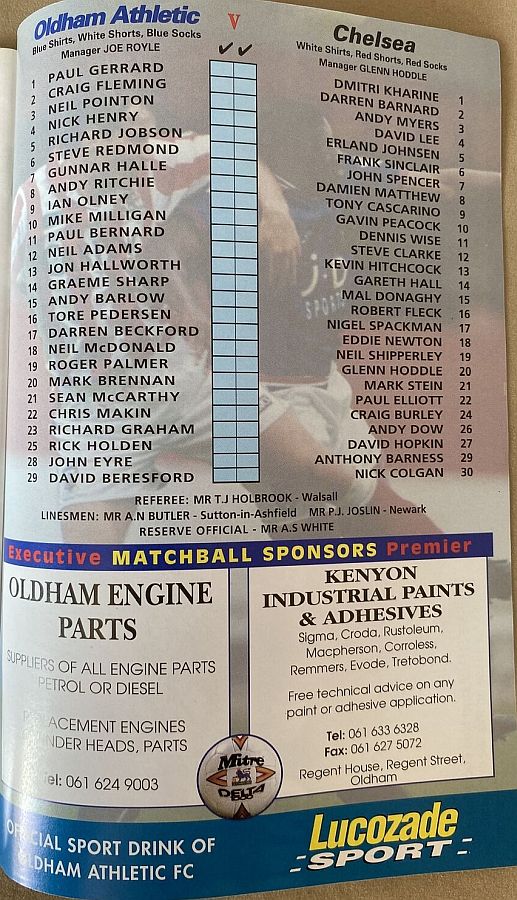 Oldham Athletic
Blue Shirts, White Shorts, Blue Socks
Manager JOE ROYLE
V
Chelsea
White Shirts, Red Shorts, Red Socks
Manager GLENN HODDLE
1 PAUL GERRARD
2 CRAIG FLEMING
3 NEIL POINTON
4 NICK HENRY
5 RICHARD JOBSON
6 STEVE REDMOND
7 GUNNAR HALLE
8 ANDY RITCHIE
9 IAN OLNEY
10 MIKE MILLIGAN
11 PAUL BERNARD
12 NEIL ADAMS
13 JON HALLWORTH
14 GRAEME SHARP
15 ANDY BARLOW
16 TORE PEDERSEN
17 DARREN BECKFORD
18 NEIL McDONALD
19 ROGER PALMER
20 MARK BRENNAN
21 SEAN McCARTHY
22 CHRIS MAKIN
23 RICHARD GRAHAM
25 RICK HOLDEN
28 JOHN EYRE
29 DAVID BERESFORD
DMITRI KHARINE 1
DARREN BARNARD 2
ANDY MYERS 3
DAVID LEE 4
ERLAND JOHNSEN 5
FRANK SINCLAIR 6
JOHN SPENCER 7
DAMIEN MATTHEW 8
TONY CASCARINO 9
GAVIN PEACOCK 10
DENNIS WISE 11
STEVE CLARKE 12
KEVIN HITCHCOCK 13
GARETH HALL 14
MAL DONAGHY 15
ROBERT FLECK 16
NIGEL SPACKMAN 17
EDDIE NEWTON 18
NEIL SHIPPERLEY 19
GLENN HODDLE 20
MARK STEIN 21
PAUL ELLIOTT 22
CRAIG BURLEY 24
ANDY DOW 26
DAVID HOPKIN 27
ANTHONY BARNESS 29
NICK COLGAN 30
REFEREE: MR T.J HOLBROOK - Walsall
LINESMEN: MR A.N BUTLER - Sutton-in-Ashfield MR P.J. JOSLIN - Newark
RESERVE OFFICIAL - MR A.S WHITE
Executive MATCHBALL SPONSORS Premier
OLDHAM ENGINE
PARTS
SUPPLIERS OF ALL ENGINE PARTS
PETROL OR DIESEL
ENGINES
HEADS, PARTS
061 624 9003
KENYON
INDUSTRIAL PAINTS
& ADHESIVES
Sigma, Croda, Rustoleum,
Macpherson, Corroless,
Remmers, Evode, Tretobond.
Free technical advice on any
paint or adhesive application.
Tel: 061 633 6328
Fax: 061 627 5072
Regent House, Regent Street,
Oldham
Mitre
DELTA
SPORT DRINK OF
ATHLETIC FC
Lucozade
-SPORT-